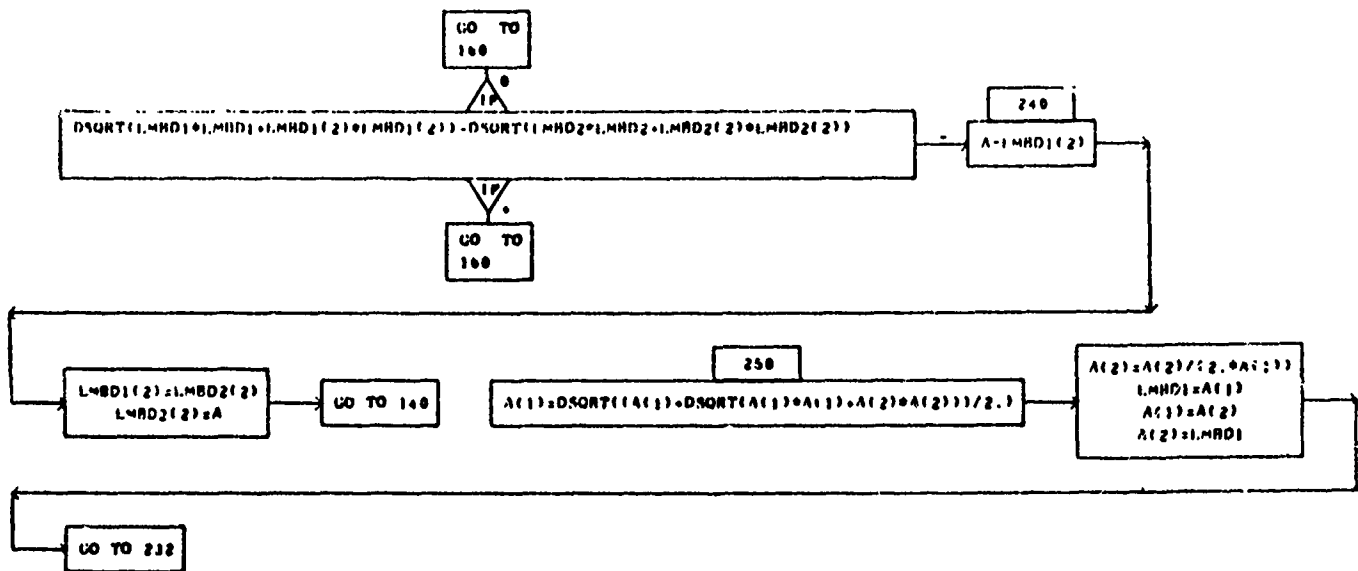 GO TO
160
0
IF
DSQRT(LMBD1*LMBD1+LMBD1(2)*LMBD1(2))-DSQRT(LMBD2*LMBD2+LMBD2(2)*LMBD2(2))
-
240
A=LMBD1(2)
IF
+
GO TO
160
LMBD1(2)=LMBD2(2)
LMBD2(2)=A
GO TO 140
250
A(1)=DSQRT((A(1)+DSQRT(A(1)*A(1)+A(2)*A(2)))/2.)
A(2)=A(2)/(2.*A(1))
LMBD1=A(1)
A(1)=A(2)
A(2)=LMBD1
GO TO 232